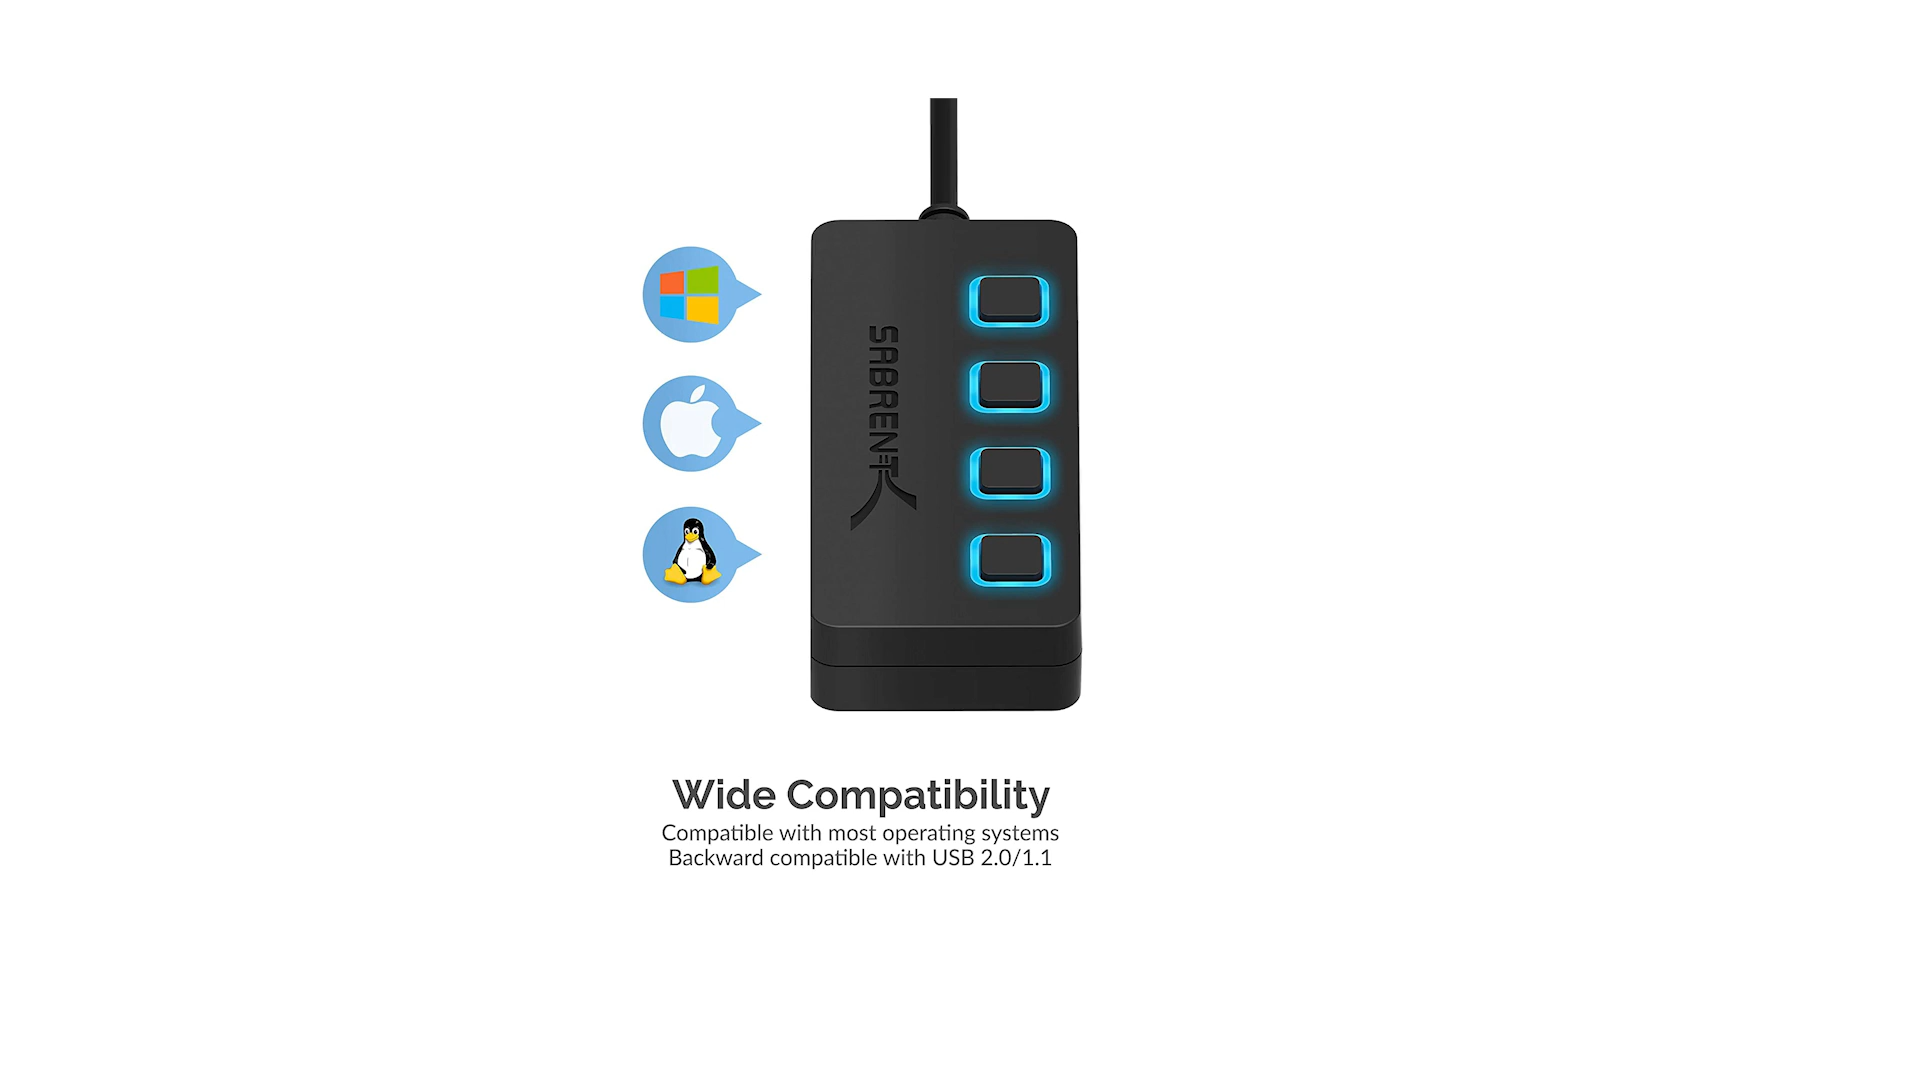 SABRENT
Wide Compatibility
Compatible with most operating systems
Backward compatible with USB 2.0/1.1